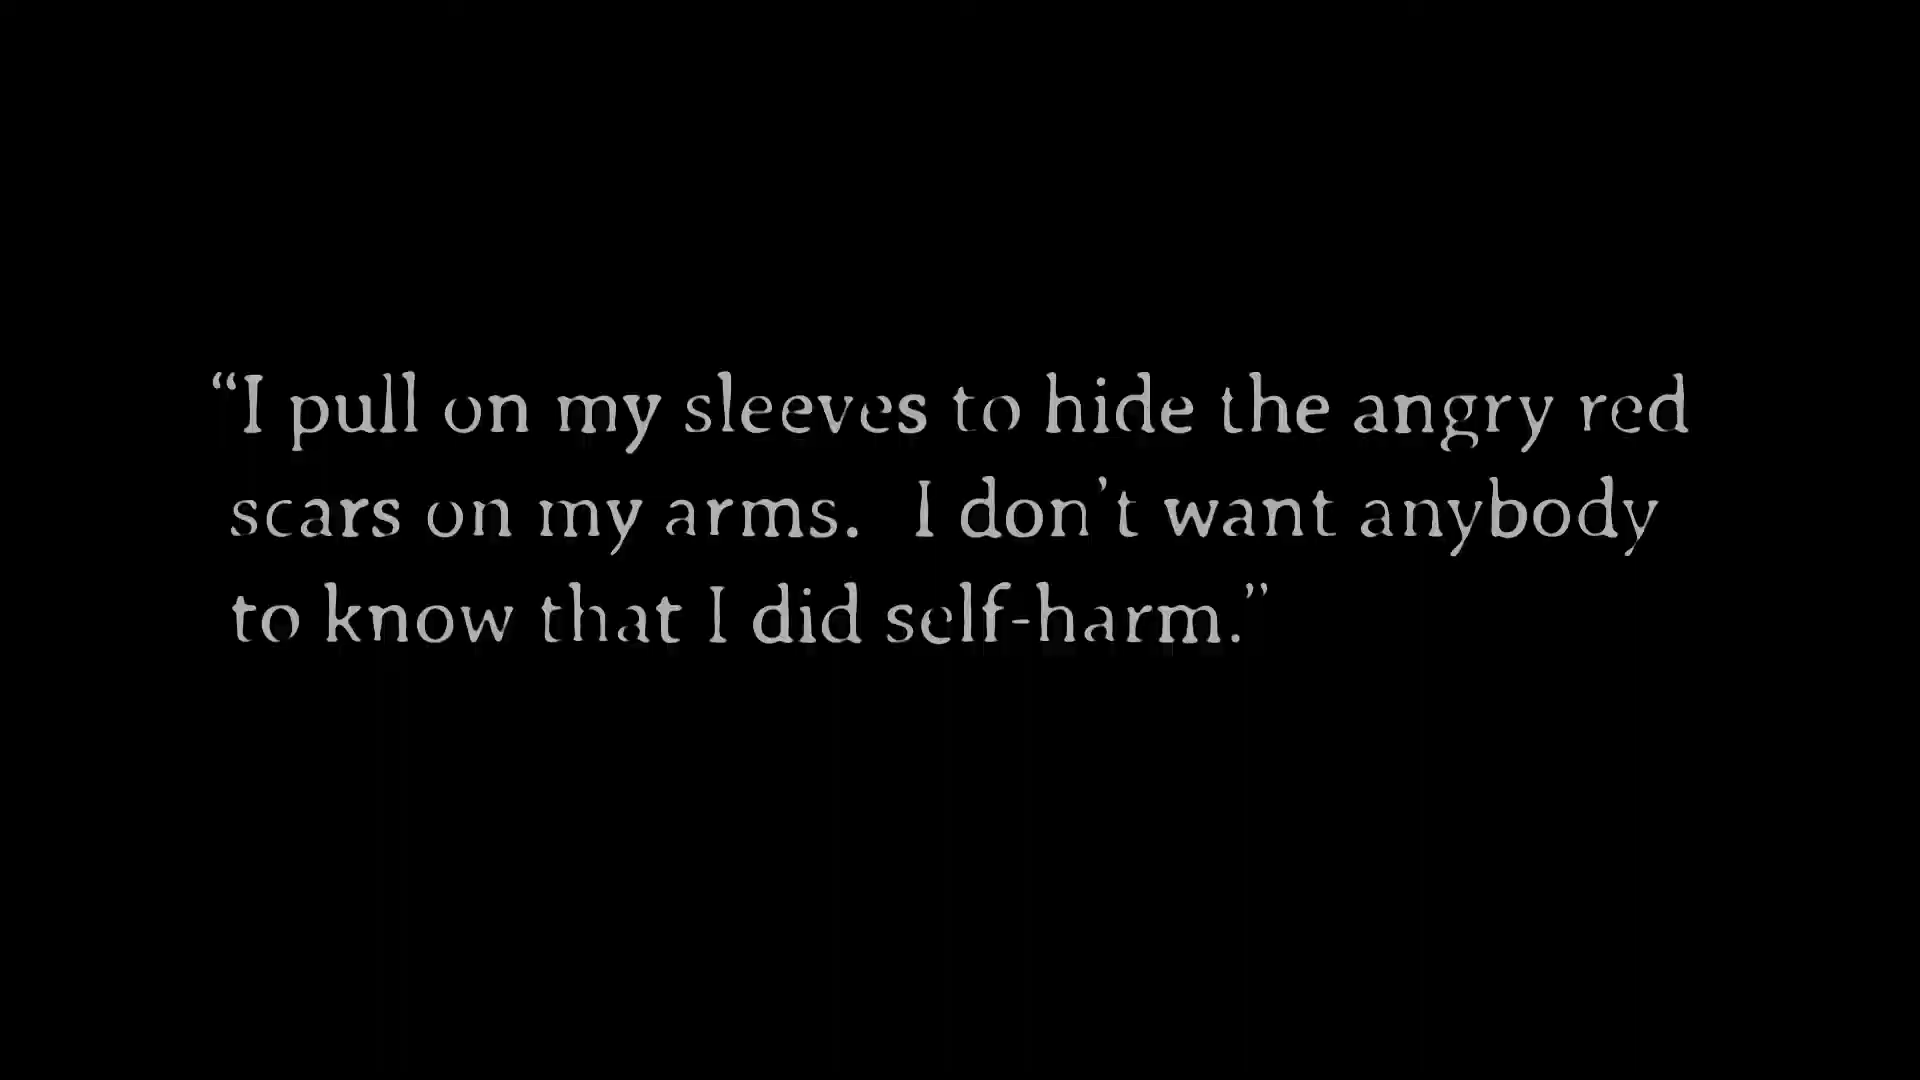 “I pull on my sleeves to hide the angry red
scars on my arms.  I don’t want anybody
to know that I did self-harm.”